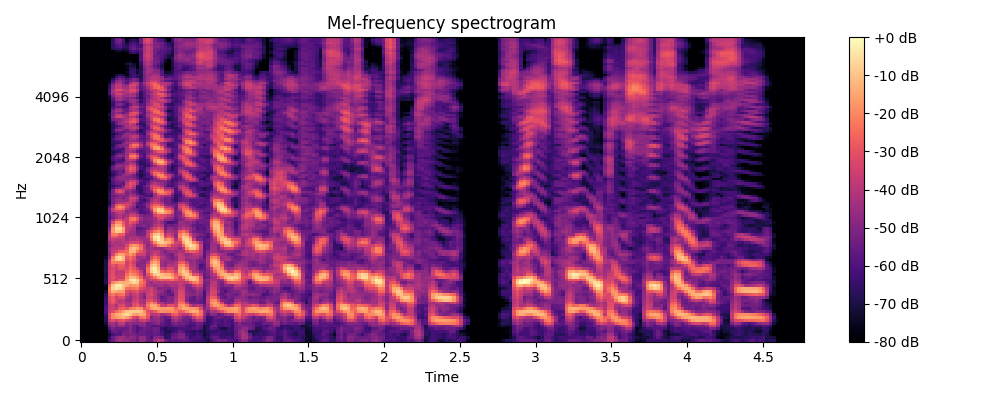 Mel-frequency spectrogram
Hz
4096
2048
1024
512
0
0
0.5
1
1.5
2
2.5
3
3.5
4
4.5
Time
+0 dB
-10 dB
-20 dB
-30 dB
-40 dB
-50 dB
-60 dB
-70 dB
-80 dB